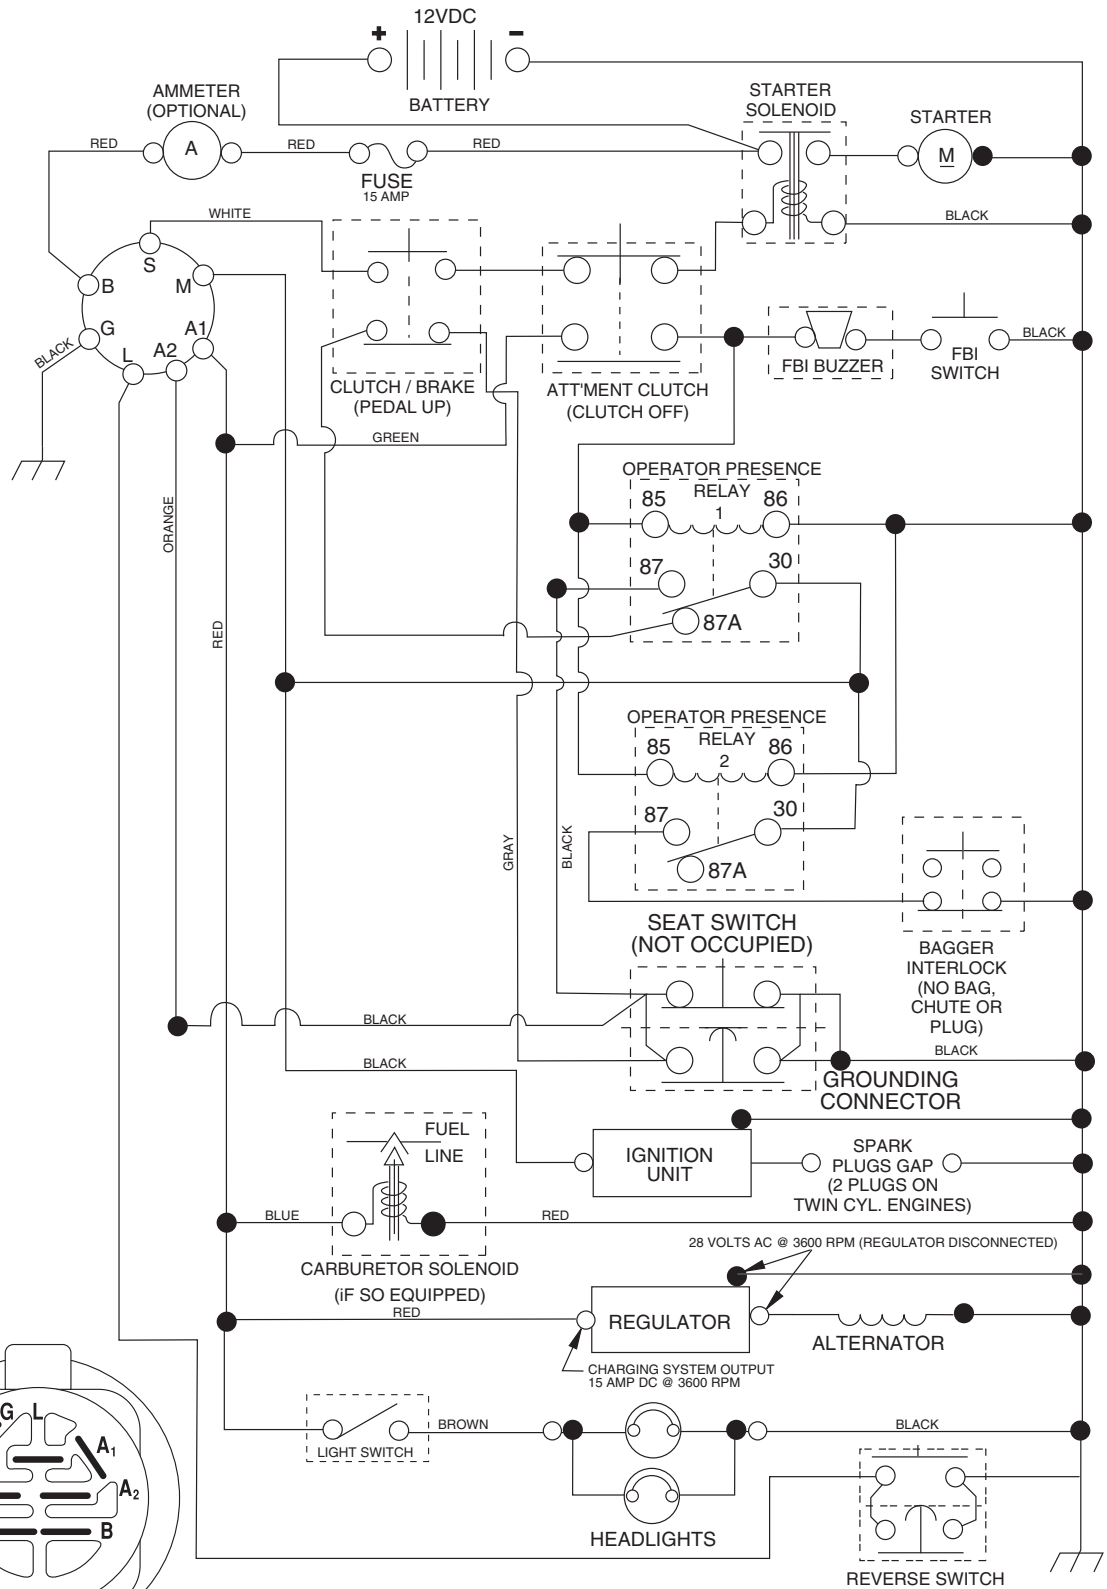 12VDC
+
-
BATTERY
AMMETER
(OPTIONAL)
STARTER
SOLENOID
STARTER
RED
A
RED
FUSE
15 AMP
RED
M
WHITE
BLACK
S
B
M
G
A1
L
A2
BLACK
CLUTCH / BRAKE
(PEDAL UP)
ATT'MENT CLUTCH
(CLUTCH OFF)
FBI BUZZER
FBI
SWITCH
BLACK
GREEN
ORANGE
RED
OPERATOR PRESENCE
RELAY
1
85
86
87
30
87A
OPERATOR PRESENCE
RELAY
2
85
86
87
30
87A
GRAY
BLACK
BAGGER
INTERLOCK
(NO BAG,
CHUTE OR
PLUG)
SEAT SWITCH
(NOT OCCUPIED)
BLACK
BLACK
BLACK
GROUNDING
CONNECTOR
FUEL
LINE
IGNITION
UNIT
SPARK
PLUGS GAP
(2 PLUGS ON
TWIN CYL. ENGINES)
BLUE
RED
CARBURETOR SOLENOID
(iF SO EQUIPPED)
28 VOLTS AC @ 3600 RPM (REGULATOR DISCONNECTED)
RED
REGULATOR
ALTERNATOR
CHARGING SYSTEM OUTPUT
15 AMP DC @ 3600 RPM
LIGHT SWITCH
BROWN
BLACK
HEADLIGHTS
REVERSE SWITCH
G
L
A1
A2
B